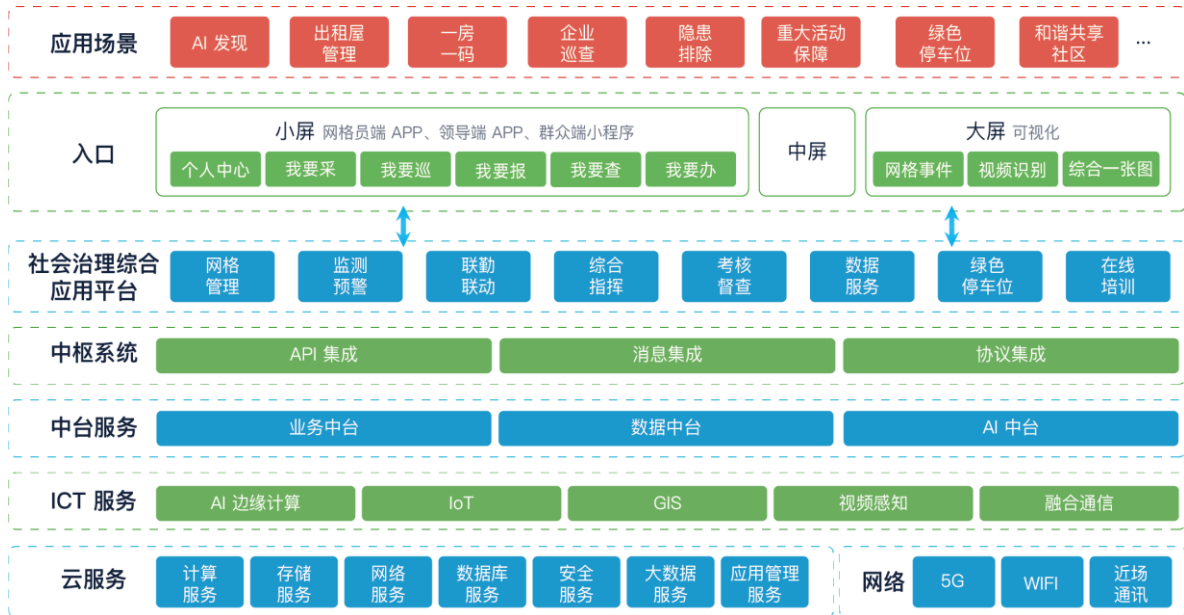 应用场景
AI 发现
出租屋
管理
一房
一码
企业
巡查
隐患
排除
重大活动
保障
绿色
停车位
和谐共享
社区
...
入口
小屏 网格员端 APP、领导端 APP、群众端小程序
个人中心
我要采
我要巡
我要报
我要查
我要办
中屏
大屏 可视化
网格事件
视频识别
综合一张图
社会治理综合
应用平台
网格
管理
监测
预警
联勤
联动
综合
指挥
考核
督查
数据
服务
绿色
停车位
在线
培训
中枢系统
API 集成
消息集成
协议集成
中台服务
业务中台
数据中台
AI 中台
ICT 服务
AI 边缘计算
IoT
GIS
视频感知
融合通信
云服务
计算
服务
存储
服务
网络
服务
数据库
服务
安全
服务
大数据
服务
应用管理
服务
网络
5G
WIFI
近场
通讯